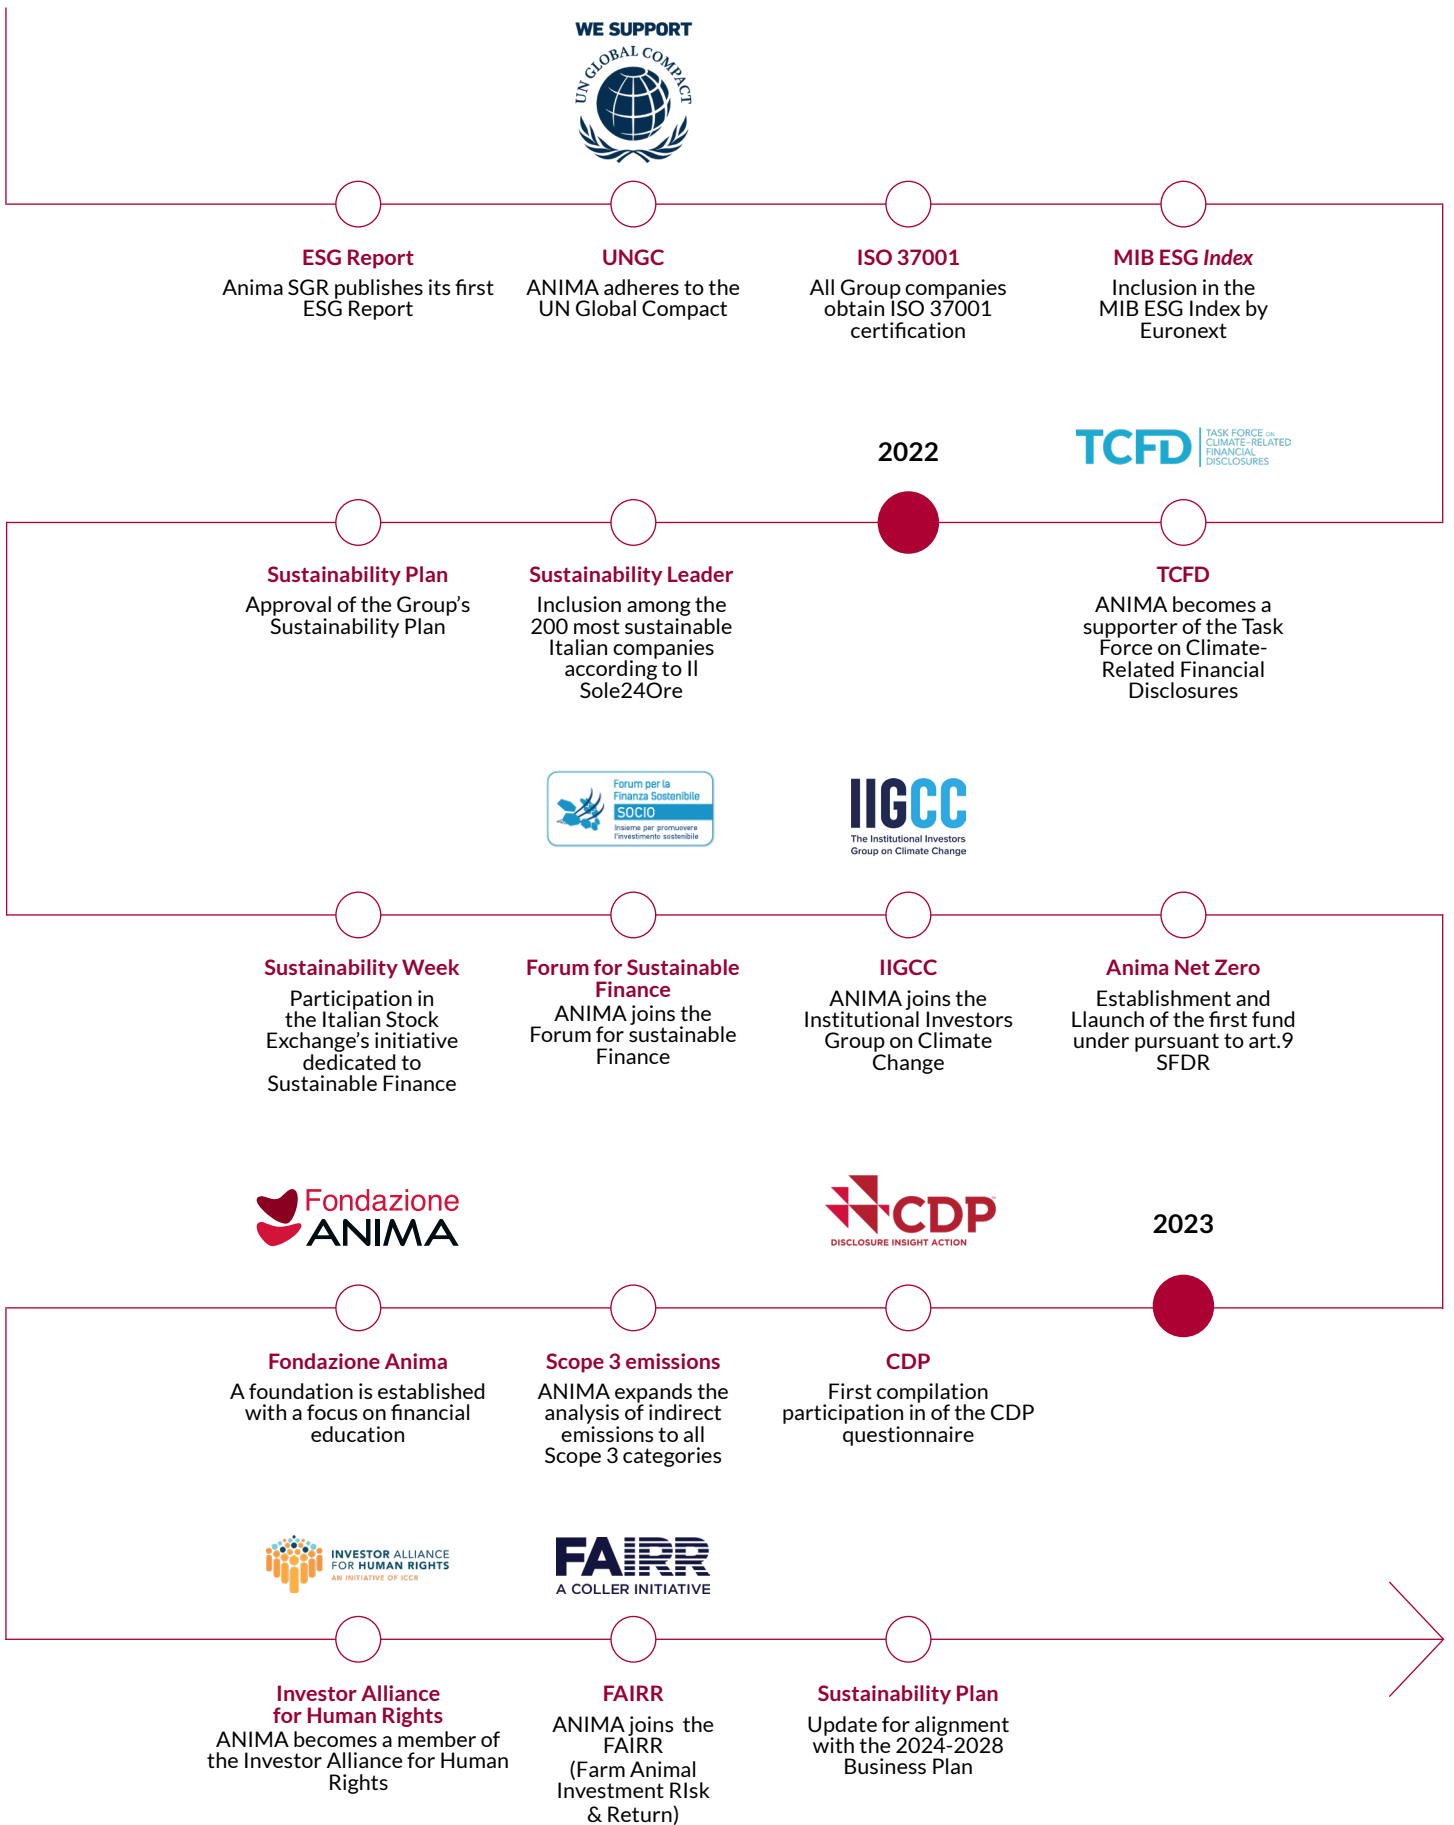 WE SUPPORT
UN GLOBAL COMPACT
ESG Report
Anima SGR publishes its first
ESG Report
UNGC
ANIMA adheres to the
UN Global Compact
ISO 37001
All Group companies
obtain ISO 37001
certification
MIB ESG Index
Inclusion in the
MIB ESG Index by
Euronext
2022
TCFD
TASK FORCE ON
CLIMATE-RELATED
FINANCIAL
DISCLOSURES
Sustainability Plan
Approval of the Group's
Sustainability Plan
Sustainability Leader
Inclusion among the
200 most sustainable
Italian companies
according to Il
Sole24Ore
TCFD
ANIMA becomes a
supporter of the Task
Force on Climate-
Related Financial
Disclosures
Forum per la
Finanza Sostenibile
SOCIO
Insieme per promuovere
l'investimento sostenibile
IIGCC
The Institutional Investors
Group on Climate Change
Sustainability Week
Participation in
the Italian Stock
Exchange's initiative
dedicated to
Sustainable Finance
Forum for Sustainable
Finance
ANIMA joins the
Forum for sustainable
Finance
IIGCC
ANIMA joins the
Institutional Investors
Group on Climate
Change
Anima Net Zero
Establishment and
Llaunch of the first fund
under pursuant to art.9
SFDR
Fondazione
ANIMA
CDP
DISCLOSURE INSIGHT ACTION
2023
Fondazione Anima
A foundation is established
with a focus on financial
education
Scope 3 emissions
ANIMA expands the
analysis of indirect
emissions to all
Scope 3 categories
CDP
First compilation
participation in of the CDP
questionnaire
INVESTOR ALLIANCE
FOR HUMAN RIGHTS
AN INITIATIVE OF ICCR
FAIRR
A COLLER INITIATIVE
Investor Alliance
for Human Rights
ANIMA becomes a member of
the Investor Alliance for Human
Rights
FAIRR
ANIMA joins  the
FAIRR
(Farm Animal
Investment RIsk
& Return)
Sustainability Plan
Update for alignment
with the 2024-2028
Business Plan